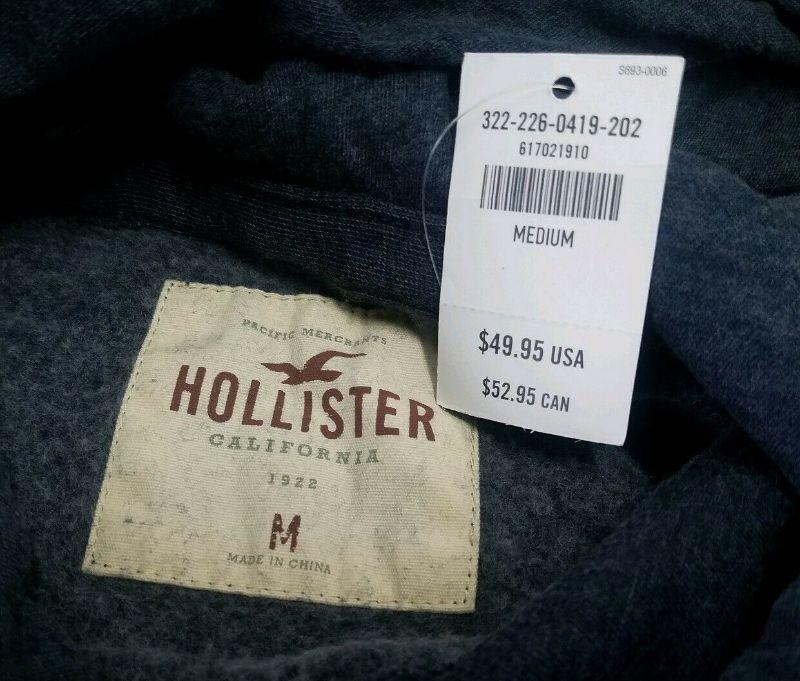 S693-0006
322-226-0419-202
617021910
MEDIUM
$49.95 USA
$52.95 CAN
PACIFIC MERCHANTS
HOLLISTER
CALIFORNIA
1922
M
MADE IN CHINA